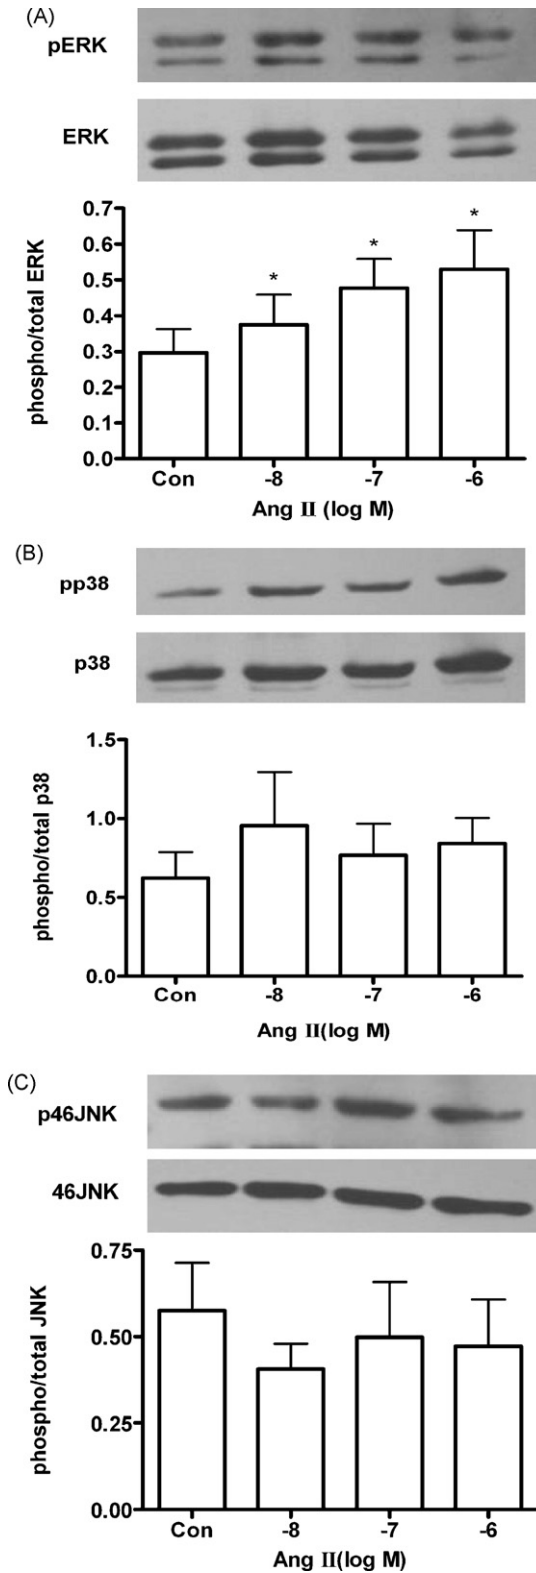 (A)
pERK
ERK
phospho/total ERK
0.7
0.6
0.5
0.4
0.3
0.2
0.1
0.0
* * *
Con -8 -7 -6
Ang II (log M)
(B)
pp38
p38
phospho/total p38
1.5
1.0
0.5
0.0
Con -8 -7 -6
Ang II(log M)
(C)
p46JNK
46JNK
phospho/total JNK
0.75
0.50
0.25
0.00
Con -8 -7 -6
Ang II(log M)